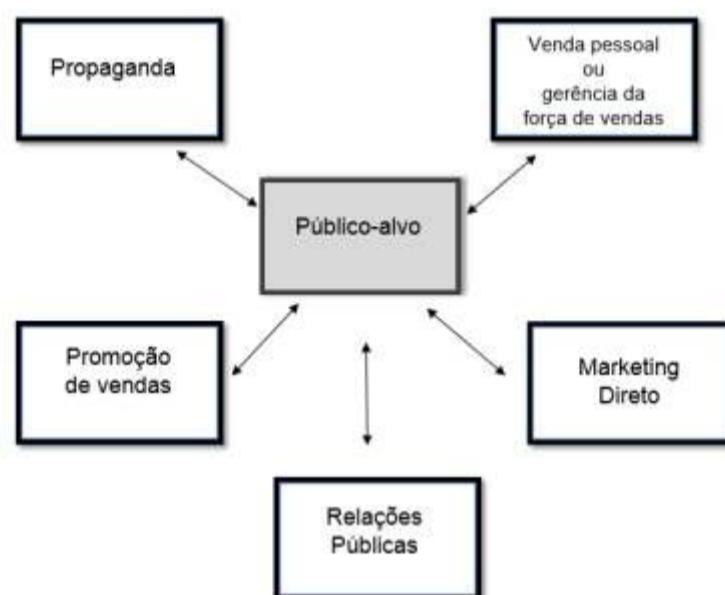 Propaganda
Venda pessoal
ou
gerência da
força de vendas
Público-alvo
Promoção
de vendas
Marketing
Direto
Relações
Públicas